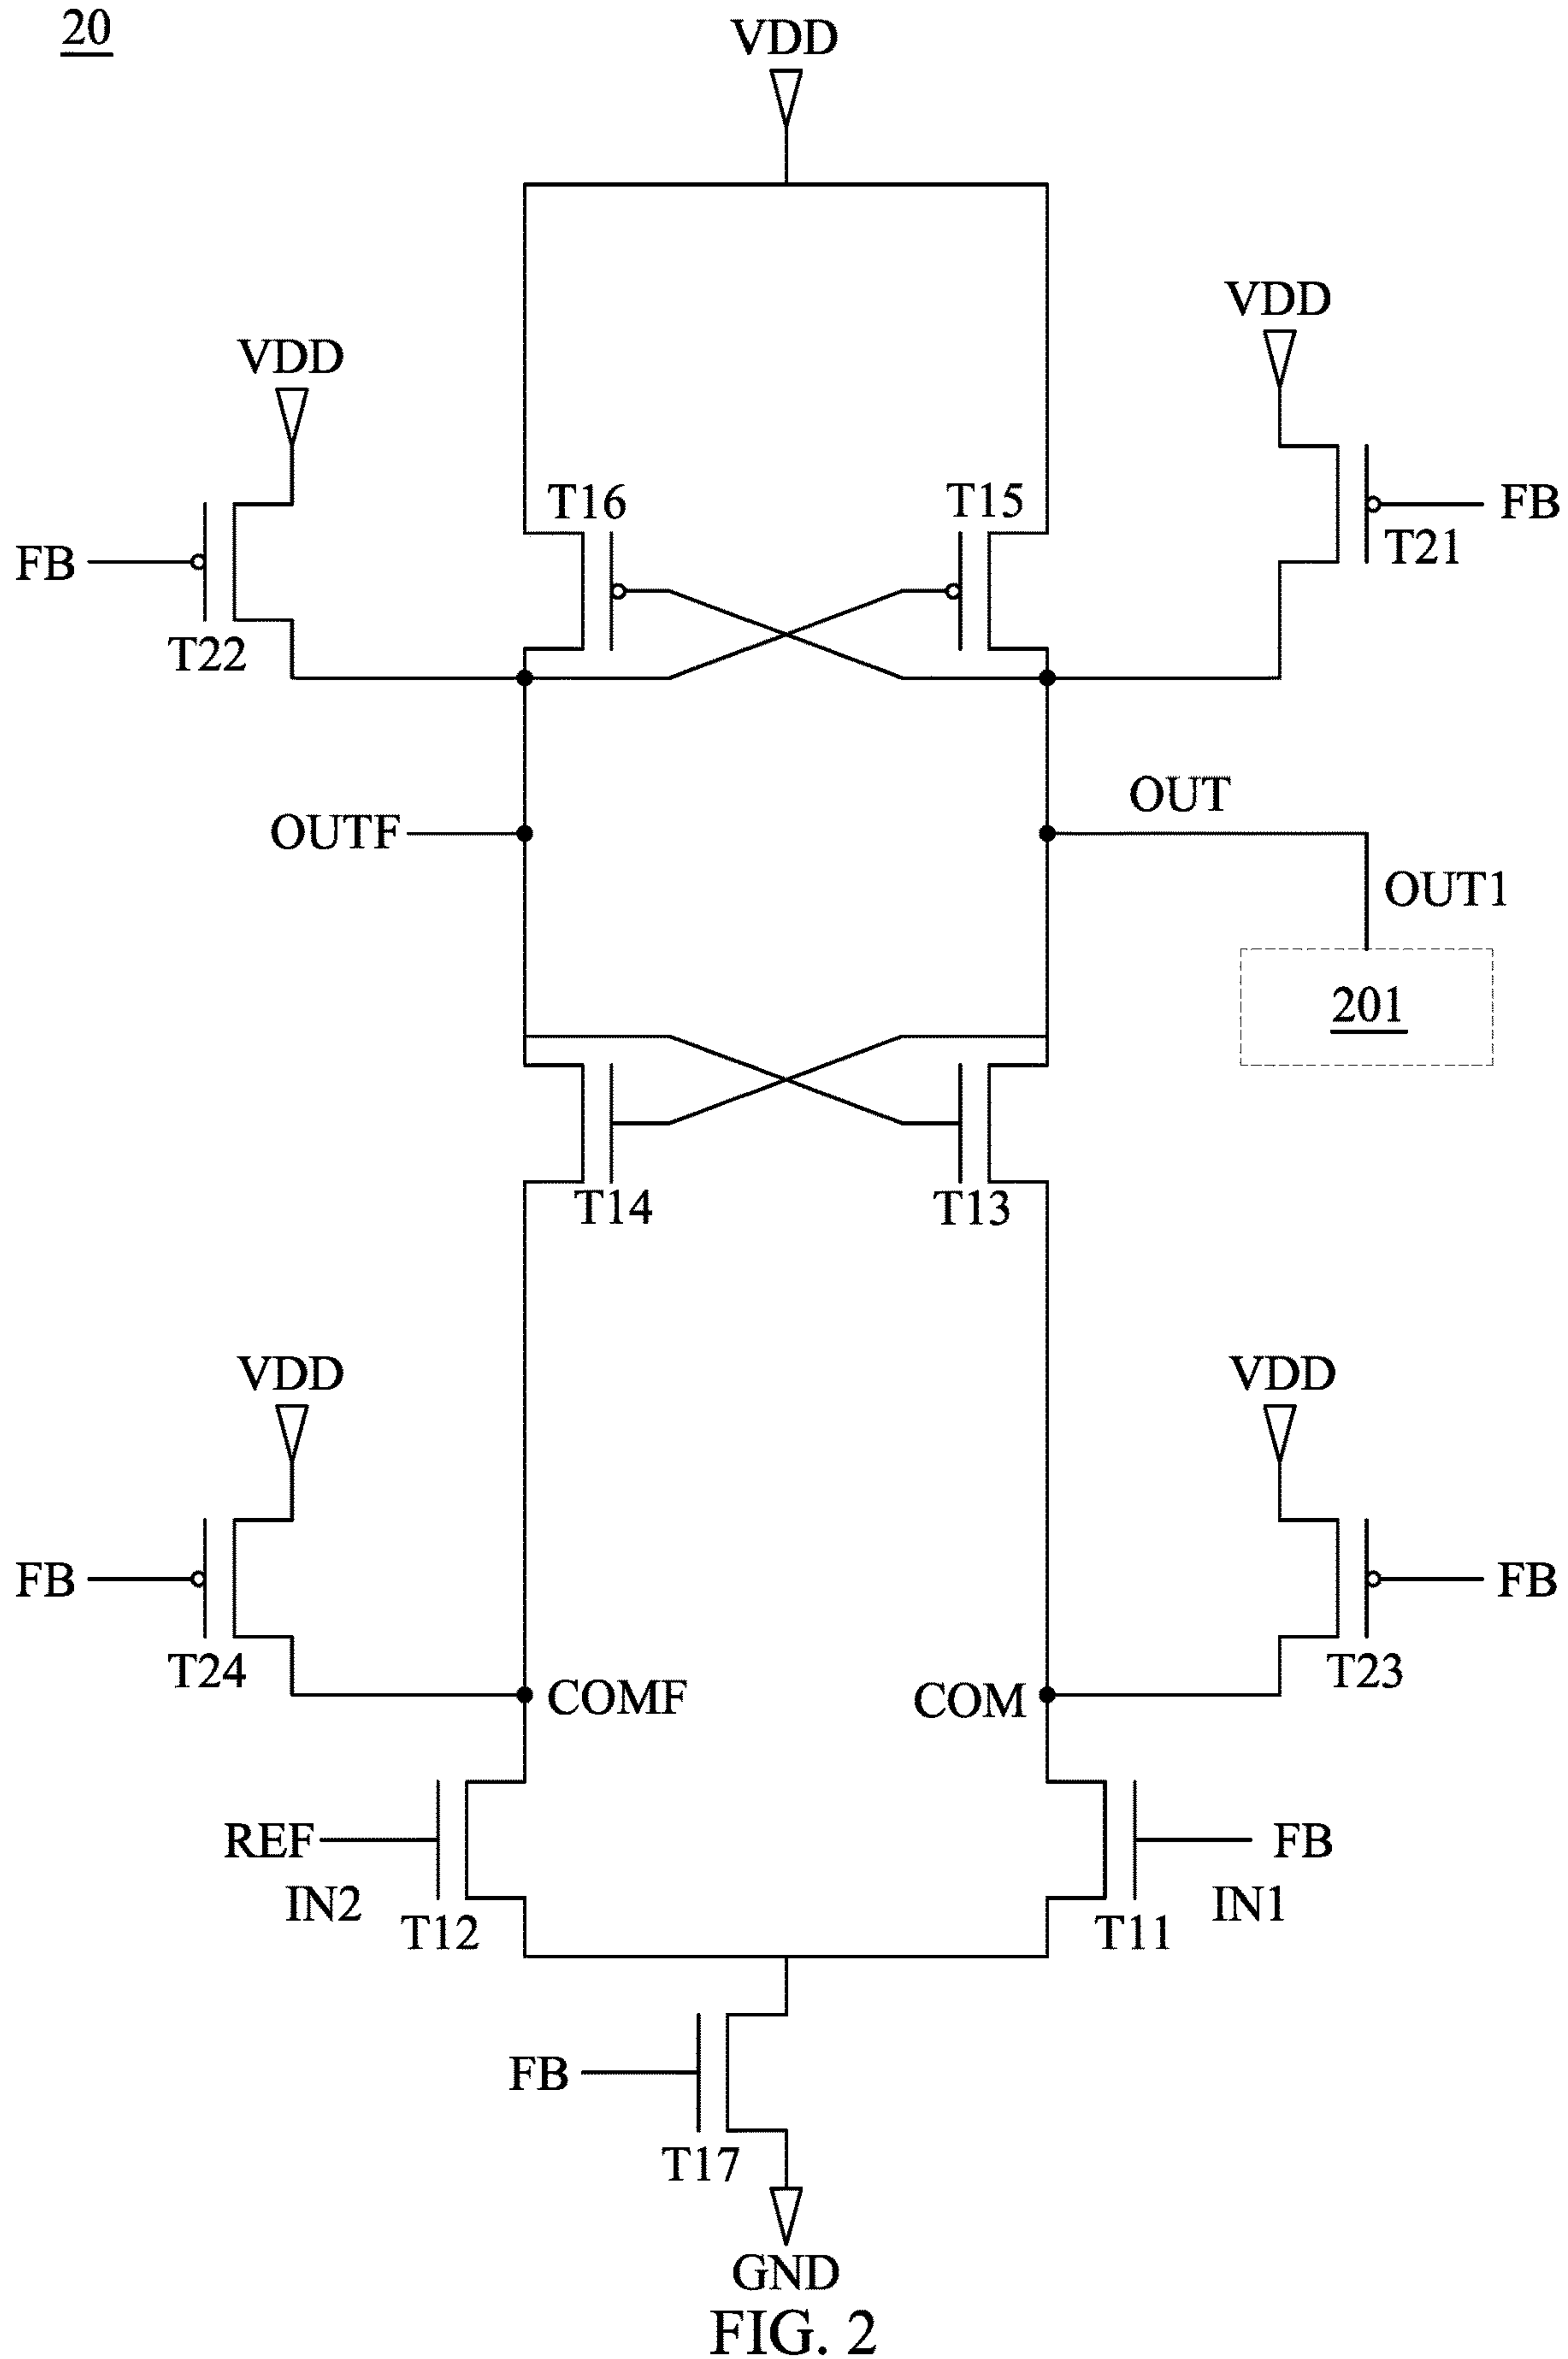 20
VDD
VDD
VDD
T16
T15
FB
T21
FB
T22
OUT
OUTF
OUT1
201
T14
T13
VDD
VDD
FB
FB
T24
T23
COMF
COM
REF
FB
IN2
IN1
T12
T11
FB
T17
GND
FIG. 2